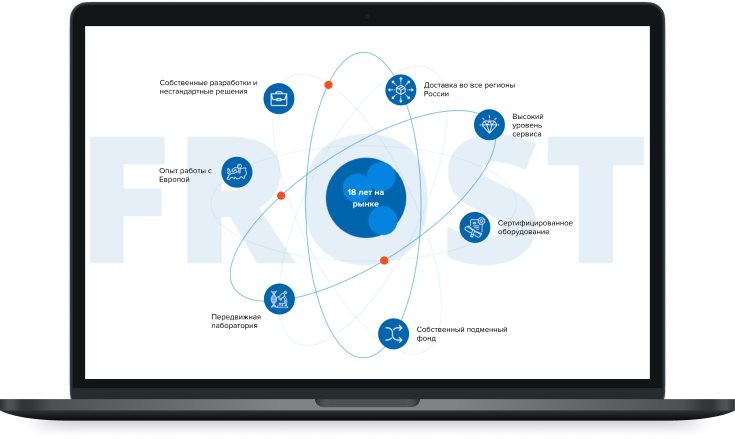 FROST
Собственные разработки и
нестандартные решения
Доставка во все регионы
России
Высокий
уровень
сервиса
Опыт работы с
Европой
18 лет на
рынке
Сертифицированное
оборудование
Передвижная
лаборатория
Собственный подменный
фонд